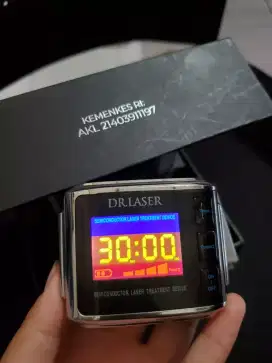 KEMENKES RI:
AKL 21403911197
DR.LASER
SEMICONDUCTOR LASER TREATMENT DEVICE
30:00
SEMICONDUCTOR LASER TREATMENT DEVICE